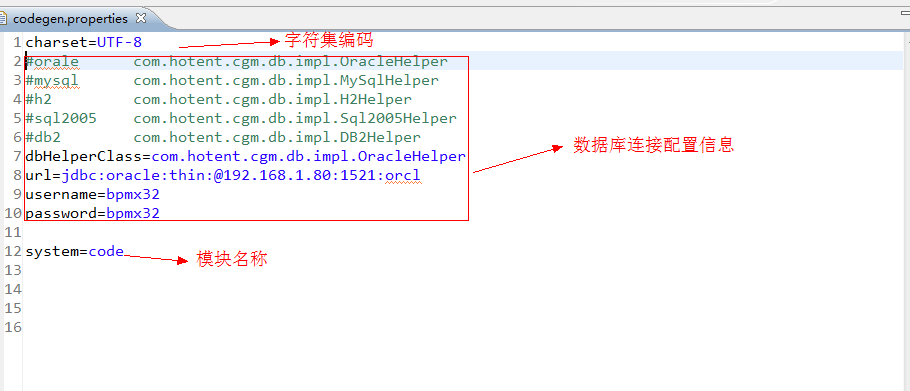 codegen.properties
1 charset=UTF-8 字符集编码
2 #orale com.hotent.cgm.db.impl.OracleHelper
3 #mysql com.hotent.cgm.db.impl.MySqlHelper
4 #h2 com.hotent.cgm.db.impl.H2Helper
5 #sql2005 com.hotent.cgm.db.impl.Sql2005Helper
6 #db2 com.hotent.cgm.db.impl.DB2Helper
7 dbHelperClass=com.hotent.cgm.db.impl.OracleHelper
数据库连接配置信息
8 url=jdbc:oracle:thin:@192.168.1.80:1521:orcl
9 username=bpmx32
10 password=bpmx32
11
12 system=code 模块名称
13
14
15
16